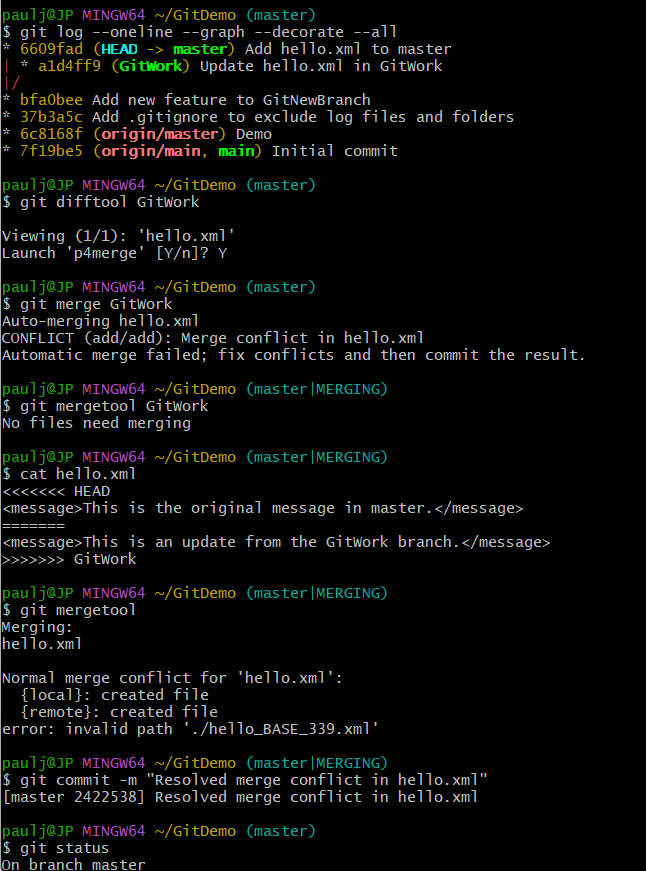 paulj@JP MINGW64 ~/GitDemo (master)
$ git log --oneline --graph --decorate --all
* 6609fad (HEAD -> master) Add hello.xml to master
| * a1d4ff9 (GitWork) Update hello.xml in GitWork
|/
* bfa0bee Add new feature to GitNewBranch
* 37b3a5c Add .gitignore to exclude log files and folders
* 6c8168f (origin/master) Demo
* 7f19be5 (origin/main, main) Initial commit

paulj@JP MINGW64 ~/GitDemo (master)
$ git difftool GitWork

Viewing (1/1): 'hello.xml'
Launch 'p4merge' [Y/n]? Y

paulj@JP MINGW64 ~/GitDemo (master)
$ git merge GitWork
Auto-merging hello.xml
CONFLICT (add/add): Merge conflict in hello.xml
Automatic merge failed; fix conflicts and then commit the result.

paulj@JP MINGW64 ~/GitDemo (master|MERGING)
$ git mergetool GitWork
No files need merging

paulj@JP MINGW64 ~/GitDemo (master|MERGING)
$ cat hello.xml
<<<<<<< HEAD
<message>This is the original message in master.</message>
=======
<message>This is an update from the GitWork branch.</message>
>>>>>>> GitWork

paulj@JP MINGW64 ~/GitDemo (master|MERGING)
$ git mergetool
Merging:
hello.xml

Normal merge conflict for 'hello.xml':
  {local}: created file
  {remote}: created file
error: invalid path './hello_BASE_339.xml'

paulj@JP MINGW64 ~/GitDemo (master|MERGING)
$ git commit -m "Resolved merge conflict in hello.xml"
[master 2422538] Resolved merge conflict in hello.xml

paulj@JP MINGW64 ~/GitDemo (master)
$ git status
On branch master